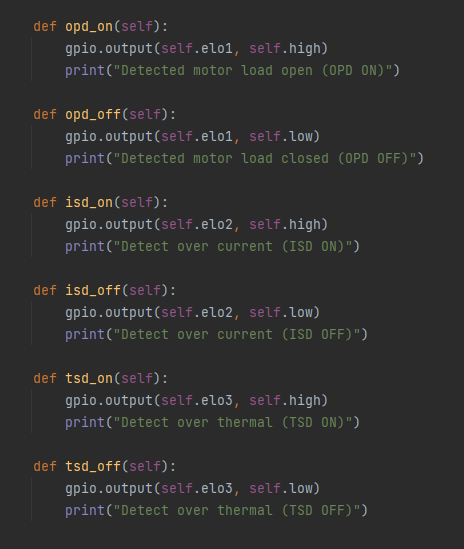 def opd_on(self):
    gpio.output(self.elo1, self.high)
    print("Detected motor load open (OPD ON)")

def opd_off(self):
    gpio.output(self.elo1, self.low)
    print("Detected motor load closed (OPD OFF)")

def isd_on(self):
    gpio.output(self.elo2, self.high)
    print("Detect over current (ISD ON)")

def isd_off(self):
    gpio.output(self.elo2, self.low)
    print("Detect over current (ISD OFF)")

def tsd_on(self):
    gpio.output(self.elo3, self.high)
    print("Detect over thermal (TSD ON)")

def tsd_off(self):
    gpio.output(self.elo3, self.low)
    print("Detect over thermal (TSD OFF)")